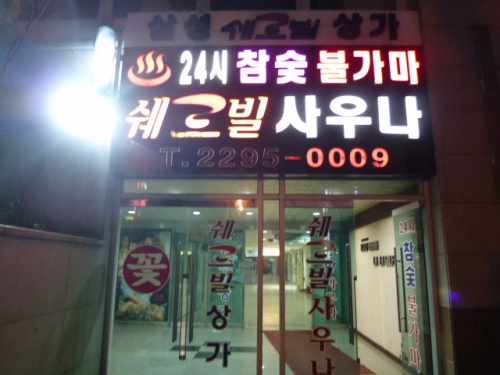 삼성 쉐르빌 상가
24시 참숯 불가마
쉐르빌 사우나
T. 2295-0009
꽃
쉐르빌상가
쉐르빌사우나
24시 참숯 불가마